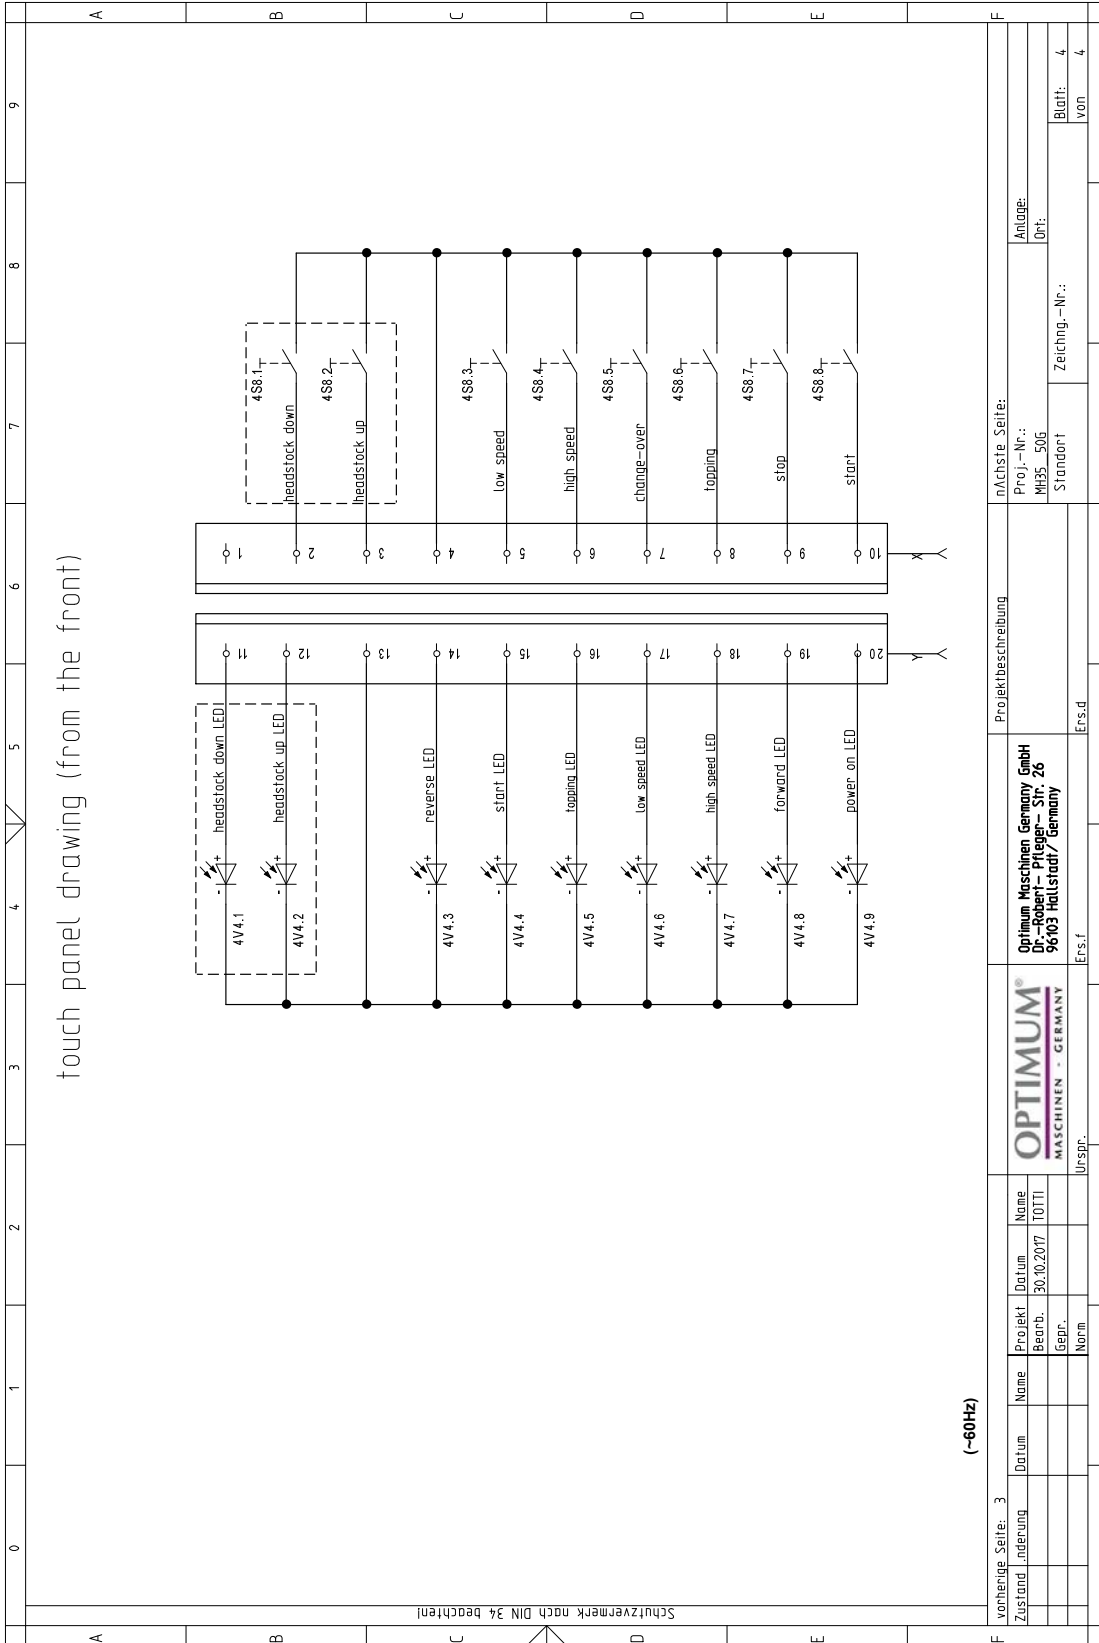 0 1 2 3 4 5 6 7 8 9
A A
B B
C C
D D
E E
F F
touch panel drawing (from the front)
Schutzvermerk nach DIN 34 beachten!
4V4.1 - + headstock down LED 11
4V4.2 - + headstock up LED 12
13
4V4.3 - + reverse LED 14
4V4.4 - + start LED 15
4V4.5 - + topping LED 16
4V4.6 - + low speed LED 17
4V4.7 - + high speed LED 18
4V4.8 - + forward LED 19
4V4.9 - + power on LED 20
Y
1
2 headstock down 4S8.1
3 headstock up 4S8.2
4
5 low speed 4S8.3
6 high speed 4S8.4
7 change-over 4S8.5
8 topping 4S8.6
9 stop 4S8.7
10 start 4S8.8
X
(~60Hz)
vorherige Seite: 3
Zustand .nderung Datum Name
Projekt Datum Name
Bearb. 30.10.2017 TOTTI
Gepr.
Norm
OPTIMUM®
MASCHINEN - GERMANY
Urspr.
Optimum Maschinen Germany GmbH
Dr.-Robert- Pfleger- Str. 26
96103 Hallstadt/ Germany
Ers.f Ers.d
Projektbeschreibung
nÄchste Seite:
Proj.-Nr.:
MH35 50G
Standort
Anlage:
Ort:
Zeichng.-Nr.:
Blatt: 4
von 4